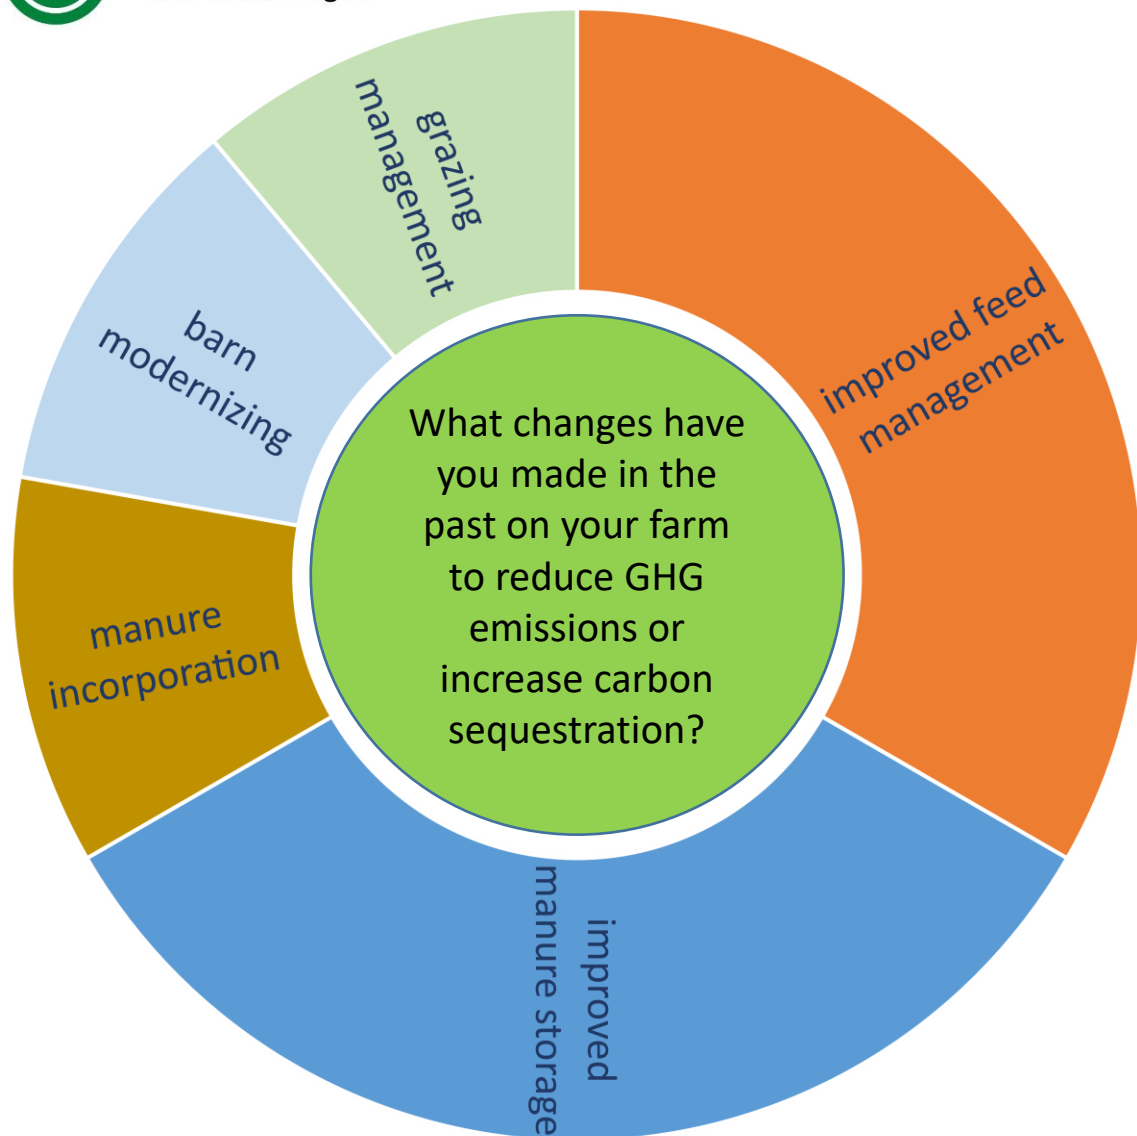 grazing
management
improved feed
management
barn
modernizing
What changes have
you made in the
past on your farm
to reduce GHG
emissions or
increase carbon
sequestration?
manure
incorporation
improved
manure storage